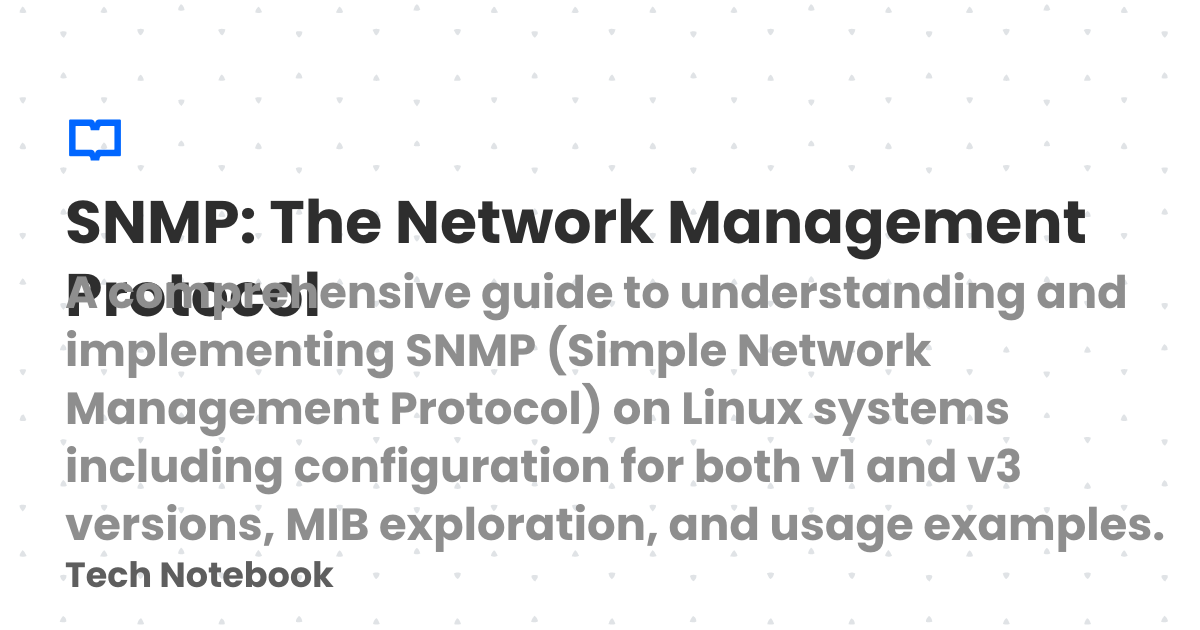 SNMP: The Network Management
Protocol
A comprehensive guide to understanding and
implementing SNMP (Simple Network
Management Protocol) on Linux systems
including configuration for both v1 and v3
versions, MIB exploration, and usage examples.
Tech Notebook